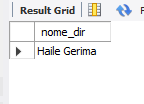 Result Grid
F
nome_dir
Haile Gerima